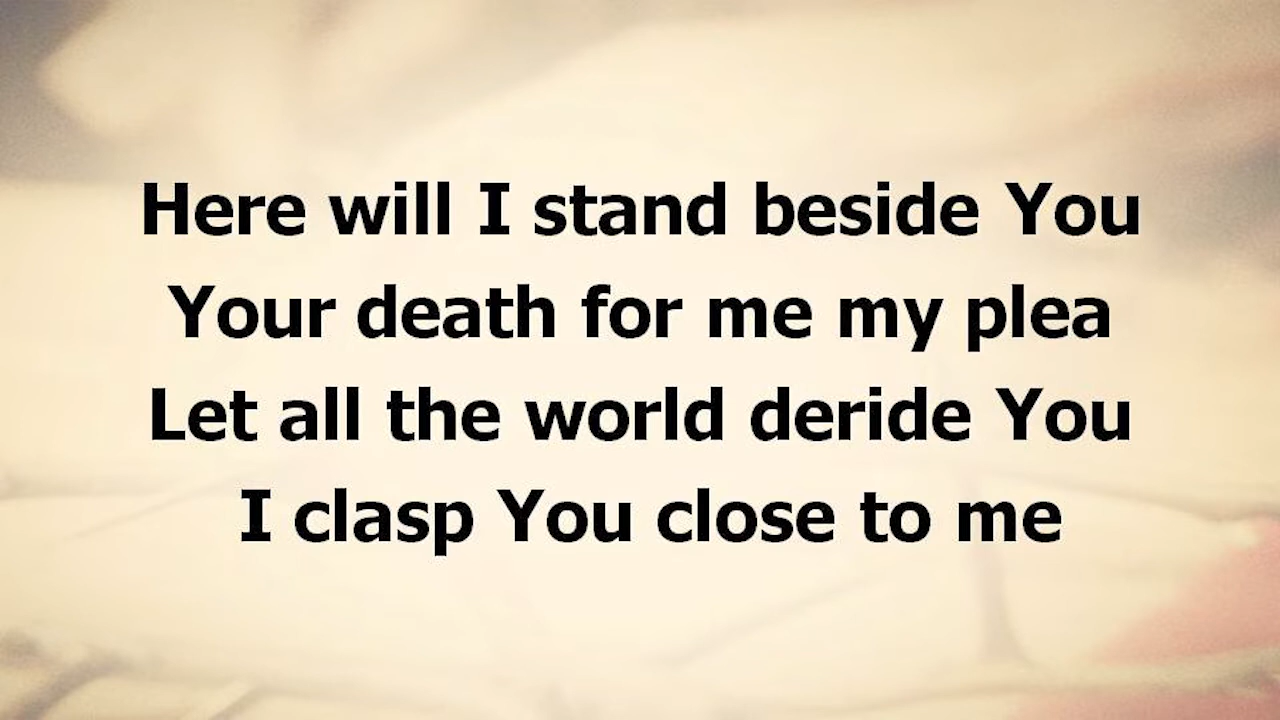 Here will I stand beside You
Your death for me my plea
Let all the world deride You
I clasp You close to me